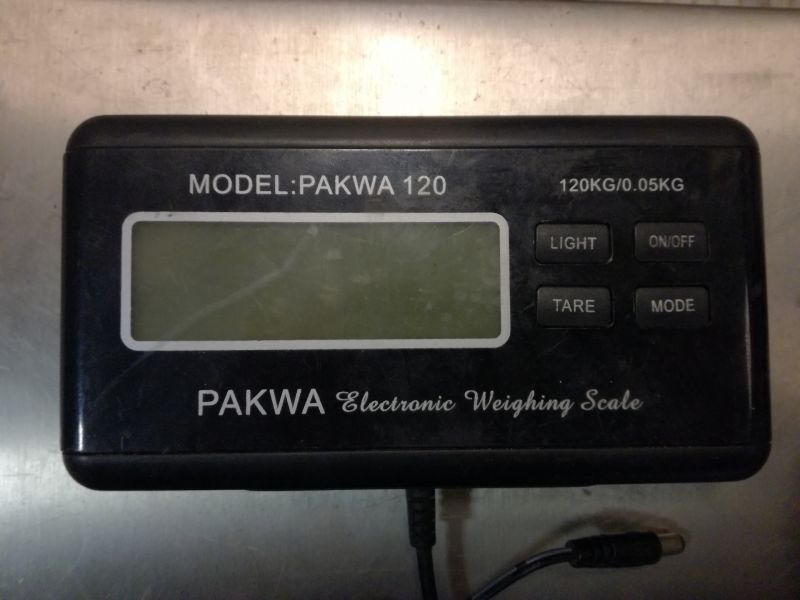 MODEL:PAKWA 120
120KG/0.05KG
LIGHT
ON/OFF
TARE
MODE
PAKWA Electronic Weighing Scale